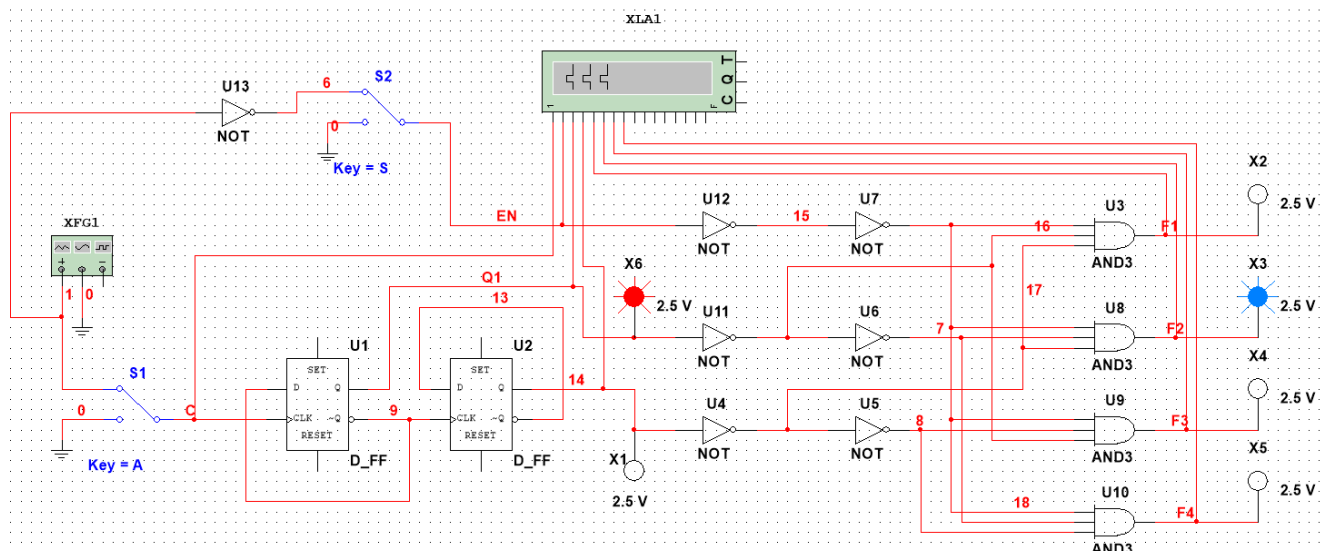 XLA1
T
Q
C
1
F
U13
NOT
6
S2
0
Key = S
XFG1
+
−
1
0
EN
U12
NOT
15
U7
NOT
X2
2.5 V
U3
16
F1
AND3
X6
2.5 V
Q1
13
17
X3
2.5 V
U11
NOT
U6
NOT
7
U8
F2
AND3
S1
0
C
Key = A
U1
SET
D
Q
CLK
~Q
RESET
D_FF
9
U2
SET
D
Q
CLK
~Q
RESET
D_FF
14
X1
2.5 V
U4
NOT
U5
NOT
8
U9
F3
AND3
X4
2.5 V
X5
2.5 V
U10
18
F4
AND3